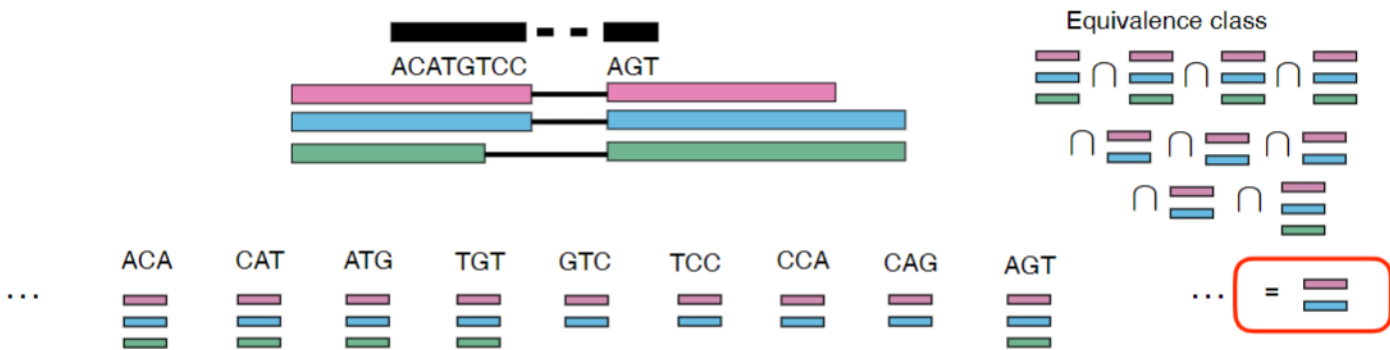 Equivalence class
ACATGTCC AGT
∩ ∩ ∩
∩ ∩ ∩
∩ ∩
ACA CAT ATG TGT GTC TCC CCA CAG AGT
... ... =